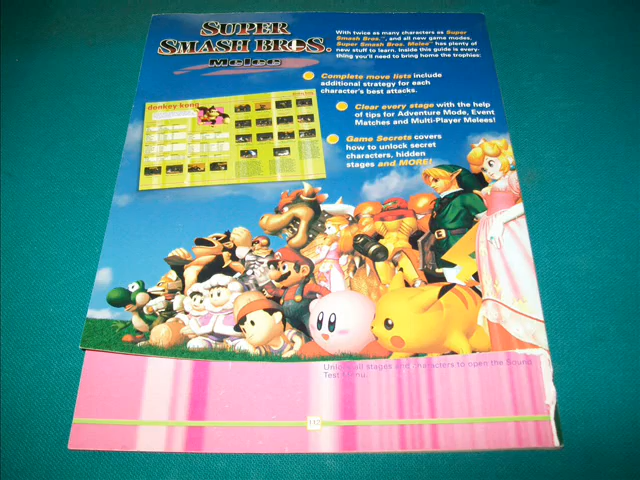 SUPER
SMASH BROS.
Melee
With twice as many characters as Super
Smash Bros.™, and all new game modes,
Super Smash Bros. Melee™ has plenty of
new stuff to learn. Inside this guide is every-
thing you'll need to bring home the trophies:
Complete move lists include
additional strategy for each
character's best attacks.
donkey kong
Clear every stage with the help
of tips for Adventure Mode, Event
Matches and Multi-Player Melees!
Game Secrets covers
how to unlock secret
characters, hidden
stages and MORE!
Unlock all stages and characters to open the Sound
Test Menu.
142